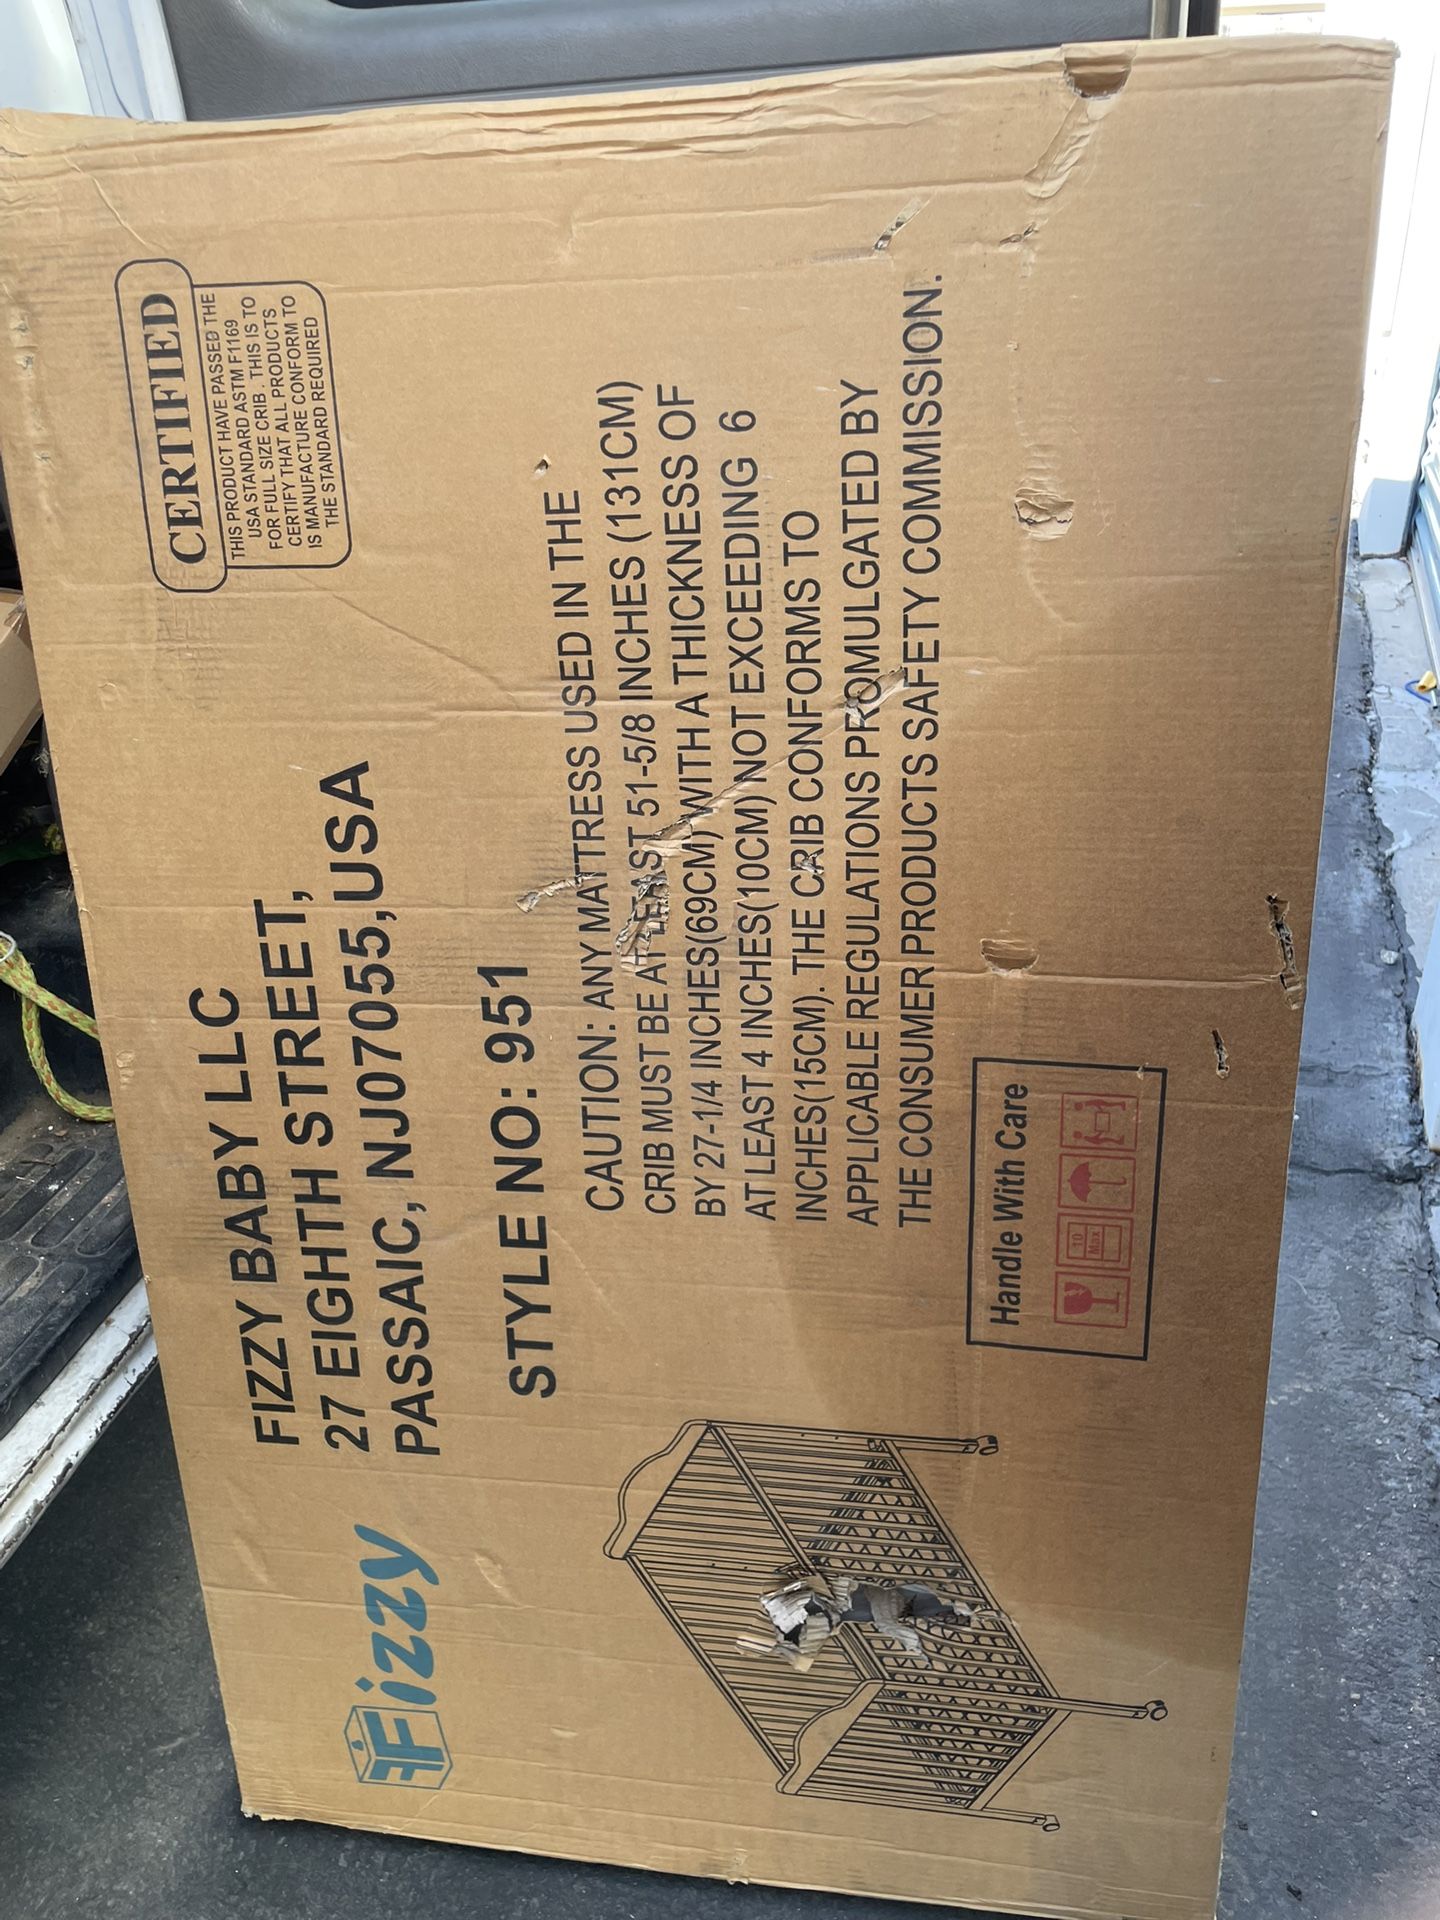 Fizzy
FIZZY BABY LLC
27 EIGHTH STREET,
PASSAIC, NJ07055,USA
STYLE NO: 951
CERTIFIED
THIS PRODUCT HAVE PASSED THE
USA STANDARD ASTM F1169
FOR FULL SIZE CRIB . THIS IS TO
CERTIFY THAT ALL PRODUCTS
IS MANUFACTURE CONFORM TO
THE STANDARD REQUIRED
CAUTION: ANY MATTRESS USED IN THE
CRIB MUST BE AT LEAST 51-5/8 INCHES (131CM)
BY 27-1/4 INCHES(69CM) WITH A THICKNESS OF
AT LEAST 4 INCHES(10CM) NOT EXCEEDING 6
INCHES(15CM). THE CRIB CONFORMS TO
APPLICABLE REGULATIONS PROMULGATED BY
THE CONSUMER PRODUCTS SAFETY COMMISSION.
Handle With Care
10
Max